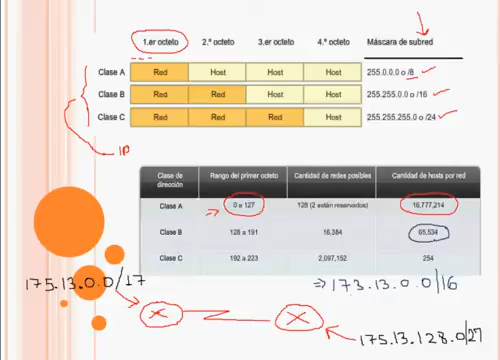 1.er octeto 2.º octeto 3.er octeto 4.º octeto Máscara de subred
Clase A Red Host Host Host 255.0.0.0 o /8
Clase B Red Red Host Host 255.255.0.0 o /16
Clase C Red Red Red Host 255.255.255.0 o /24
IP
Clase de dirección Rango del primer octeto Cantidad de redes posibles Cantidad de hosts por red
Clase A 0 a 127 128 (2 están reservados) 16,777,214
Clase B 128 a 191 16,384 65,534
Clase C 192 a 223 2,097,152 254
175.13.0.0/17 ⇒ 173.13.0.0/16
X X
175.13.128.0/27